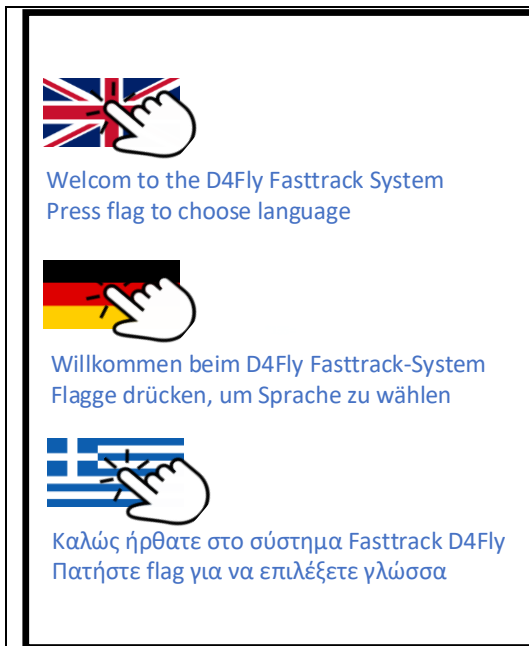 Welcom to the D4Fly Fasttrack System
Press flag to choose language
Willkommen beim D4Fly Fasttrack-System
Flagge drücken, um Sprache zu wählen
Καλώς ήρθατε στο σύστημα Fasttrack D4Fly
Πατήστε flag για να επιλέξετε γλώσσα